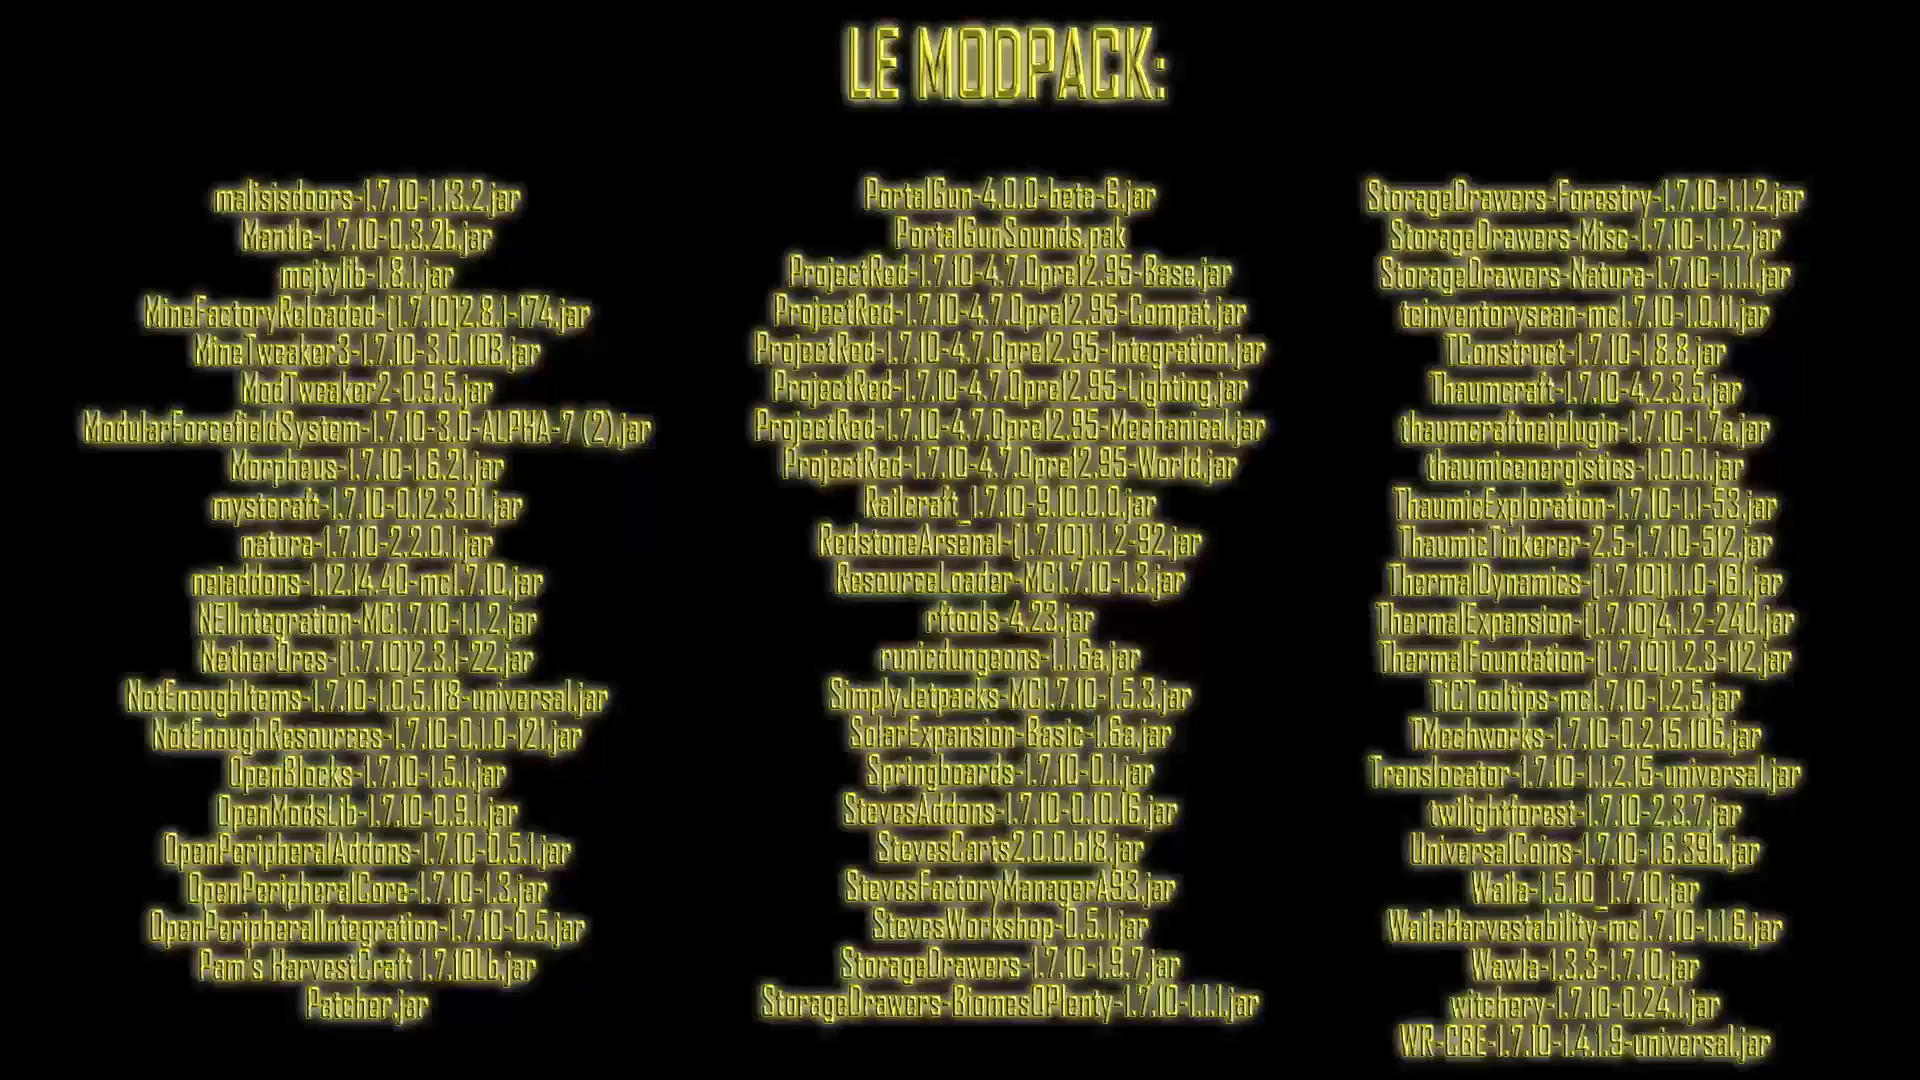 LE MODPACK:
malisisdoors-1.7.10-1.13.2.jar
Mantle-1.7.10-0.3.2b.jar
mcjtylib-1.8.1.jar
MineFactoryReloaded-[1.7.10]2.8.1-174.jar
MineTweaker3-1.7.10-3.0.10B.jar
ModTweaker2-0.9.5.jar
ModularForcefieldSystem-1.7.10-3.0-ALPHA-7 (2).jar
Morpheus-1.7.10-1.6.21.jar
mystcraft-1.7.10-0.12.3.01.jar
natura-1.7.10-2.2.0.1.jar
neiaddons-1.12.14.40-mc1.7.10.jar
NEIIntegration-MC1.7.10-1.1.2.jar
NetherOres-[1.7.10]2.3.1-22.jar
NotEnoughItems-1.7.10-1.0.5.118-universal.jar
NotEnoughResources-1.7.10-0.1.0-121.jar
OpenBlocks-1.7.10-1.5.1.jar
OpenModsLib-1.7.10-0.9.1.jar
OpenPeripheralAddons-1.7.10-0.5.1.jar
OpenPeripheralCore-1.7.10-1.3.jar
OpenPeripheralIntegration-1.7.10-0.5.jar
Pam's HarvestCraft 1.7.10Lb.jar
Patcher.jar
PortalGun-4.0.0-beta-6.jar
PortalGunSounds.pak
ProjectRed-1.7.10-4.7.0pre12.95-Base.jar
ProjectRed-1.7.10-4.7.0pre12.95-Compat.jar
ProjectRed-1.7.10-4.7.0pre12.95-Integration.jar
ProjectRed-1.7.10-4.7.0pre12.95-Lighting.jar
ProjectRed-1.7.10-4.7.0pre12.95-Mechanical.jar
ProjectRed-1.7.10-4.7.0pre12.95-World.jar
Railcraft_1.7.10-9.10.0.0.jar
RedstoneArsenal-[1.7.10]1.1.2-92.jar
ResourceLoader-MC1.7.10-1.3.jar
rftools-4.23.jar
runicdungeons-1.1.6a.jar
SimplyJetpacks-MC1.7.10-1.5.3.jar
SolarExpansion-Basic-1.6a.jar
Springboards-1.7.10-0.1.jar
StevesAddons-1.7.10-0.10.16.jar
StevesCarts2.0.0.b18.jar
StevesFactoryManagerA93.jar
StevesWorkshop-0.5.1.jar
StorageDrawers-1.7.10-1.9.7.jar
StorageDrawers-BiomesOPlenty-1.7.10-1.1.1.jar
StorageDrawers-Forestry-1.7.10-1.1.2.jar
StorageDrawers-Misc-1.7.10-1.1.2.jar
StorageDrawers-Natura-1.7.10-1.1.1.jar
tcinventoryscan-mc1.7.10-1.0.11.jar
TConstruct-1.7.10-1.8.8.jar
Thaumcraft-1.7.10-4.2.3.5.jar
thaumcraftneiplugin-1.7.10-1.7a.jar
thaumicenergistics-1.0.0.1.jar
ThaumicExploration-1.7.10-1.1-53.jar
ThaumicTinkerer-2.5-1.7.10-512.jar
ThermalDynamics-[1.7.10]1.1.0-161.jar
ThermalExpansion-[1.7.10]4.1.2-240.jar
ThermalFoundation-[1.7.10]1.2.3-112.jar
TiCTooltips-mc1.7.10-1.2.5.jar
TMechworks-1.7.10-0.2.15.106.jar
Translocator-1.7.10-1.1.2.15-universal.jar
twilightforest-1.7.10-2.3.7.jar
UniversalCoins-1.7.10-1.6.39b.jar
Waila-1.5.10_1.7.10.jar
WailaHarvestability-mc1.7.10-1.1.6.jar
Wawla-1.3.3-1.7.10.jar
witchery-1.7.10-0.24.1.jar
WR-CBE-1.7.10-1.4.1.9-universal.jar